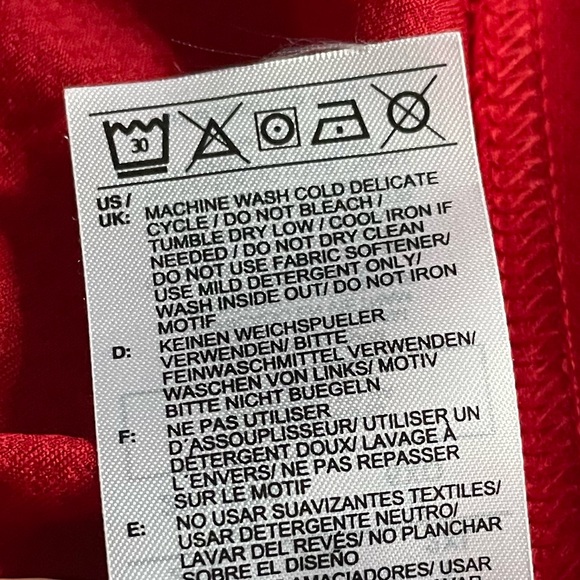 30
US / UK: MACHINE WASH COLD DELICATE
CYCLE / DO NOT BLEACH /
TUMBLE DRY LOW / COOL IRON IF
NEEDED / DO NOT DRY CLEAN
DO NOT USE FABRIC SOFTENER/
USE MILD DETERGENT ONLY/
WASH INSIDE OUT/ DO NOT IRON
MOTIF
D: KEINEN WEICHSPUELER
VERWENDEN/ BITTE
FEINWASCHMITTEL VERWENDEN/
WASCHEN VON LINKS/ MOTIV
BITTE NICHT BUEGELN
F: NE PAS UTILISER
D'ASSOUPLISSEUR/ UTILISER UN
DÉTERGENT DOUX/ LAVAGE À
L´ENVERS/ NE PAS REPASSER
SUR LE MOTIF
E: NO USAR SUAVIZANTES TEXTILES/
USAR DETERGENTE NEUTRO/
LAVAR DEL REVÉS/ NO PLANCHAR
SOBRE EL DISEÑO
AMACIADORES/ USAR